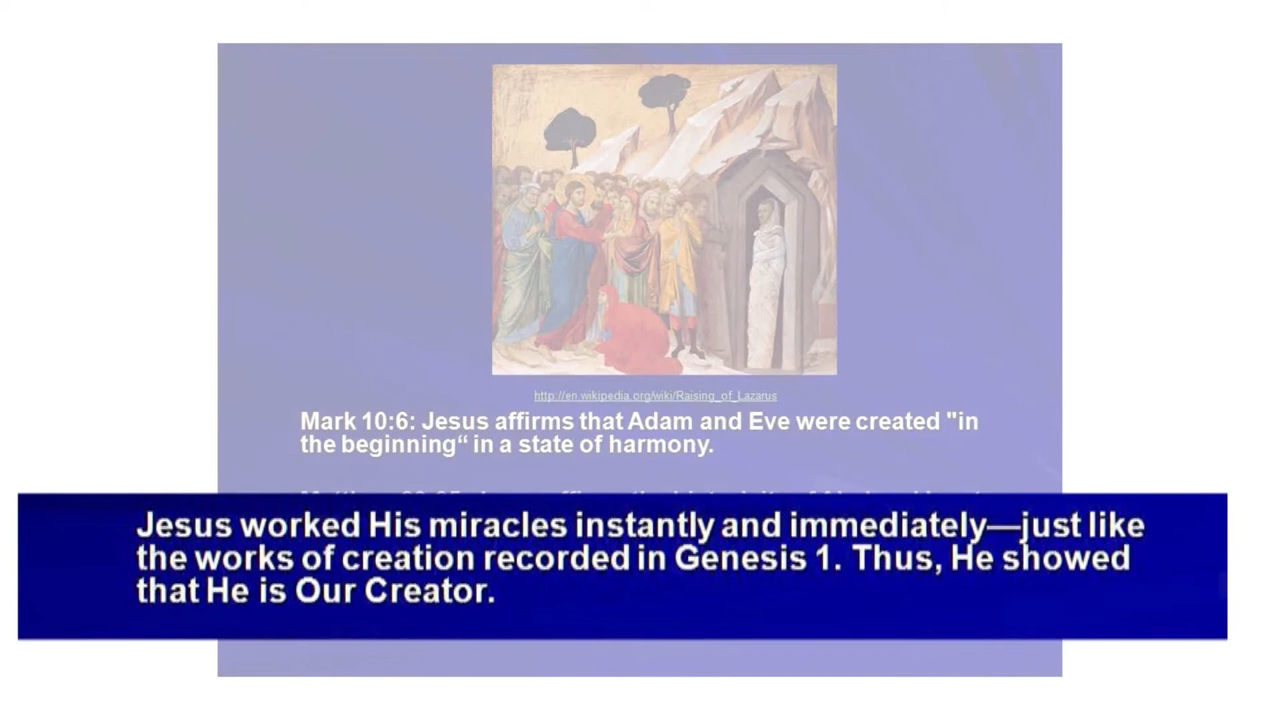 http://en.wikipedia.org/wiki/Raising_of_Lazarus
Mark 10:6: Jesus affirms that Adam and Eve were created "in
the beginning“ in a state of harmony.
Jesus worked His miracles instantly and immediately—just like
the works of creation recorded in Genesis 1. Thus, He showed
that He is Our Creator.